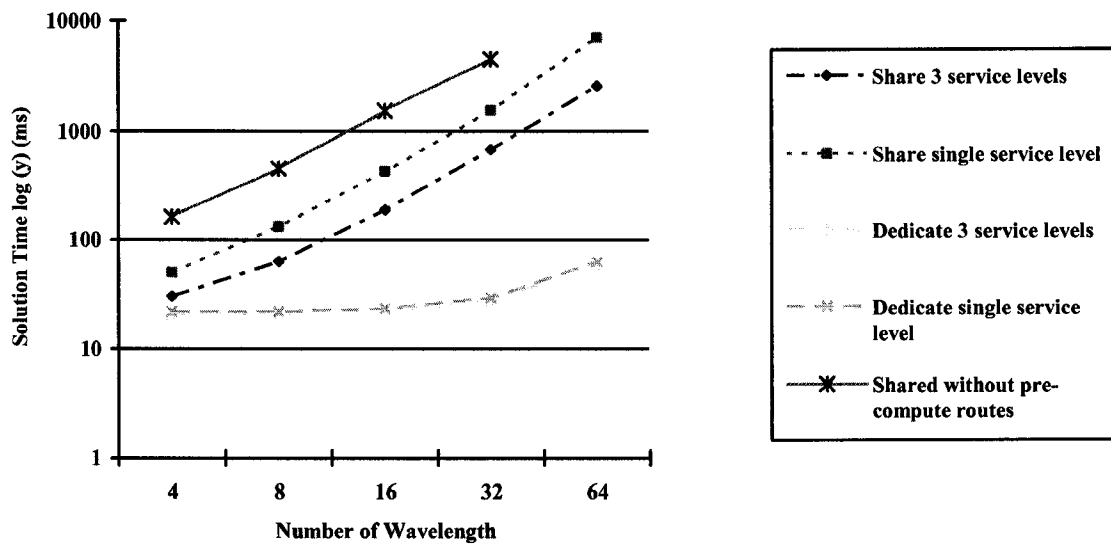 10000
1000
100
10
1
Solution Time log (y) (ms)
4 8 16 32 64
Number of Wavelength
Share 3 service levels
Share single service level
Dedicate 3 service levels
Dedicate single service
level
Shared without pre-
compute routes